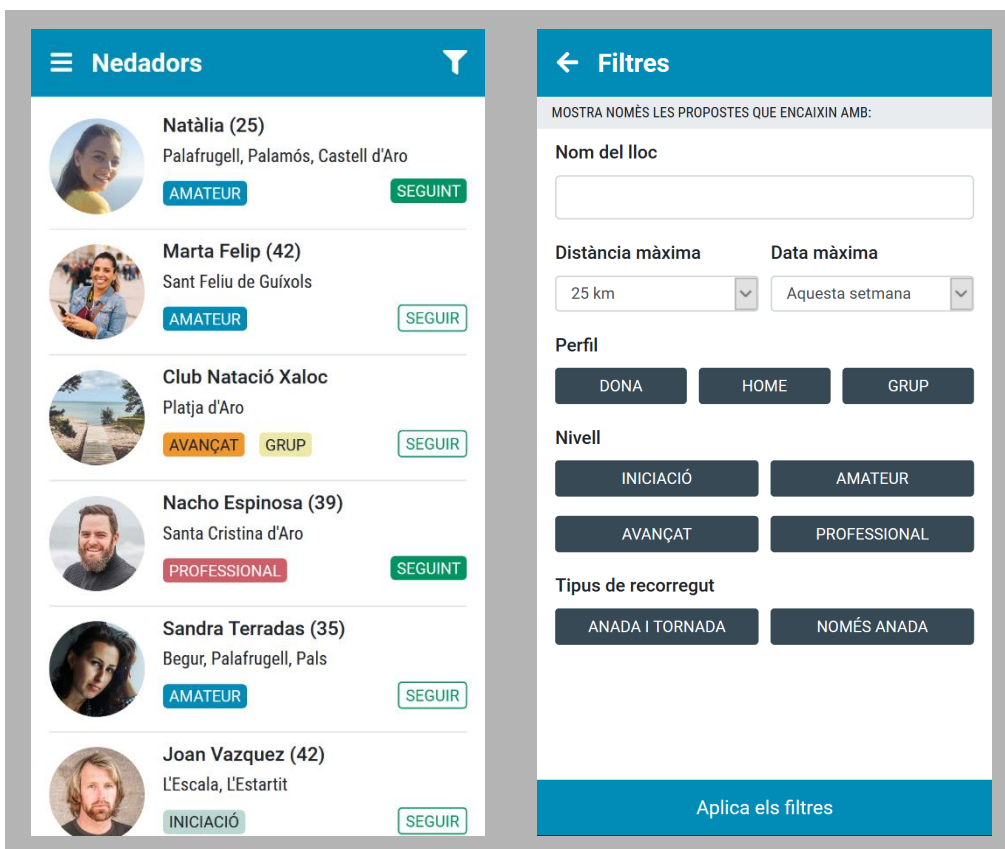 Nedadors
Natàlia (25)
Palafrugell, Palamós, Castell d'Aro
AMATEUR
SEGUINT
Marta Felip (42)
Sant Feliu de Guíxols
AMATEUR
SEGUIR
Club Natació Xaloc
Platja d'Aro
AVANÇAT GRUP
SEGUIR
Nacho Espinosa (39)
Santa Cristina d'Aro
PROFESSIONAL
SEGUINT
Sandra Terradas (35)
Begur, Palafrugell, Pals
AMATEUR
SEGUIR
Joan Vazquez (42)
L'Escala, L'Estartit
INICIACIÓ
SEGUIR
Filtres
MOSTRA NOMÈS LES PROPOSTES QUE ENCAIXIN AMB:
Nom del lloc
Distància màxima Data màxima
25 km Aquesta setmana
Perfil
DONA HOME GRUP
Nivell
INICIACIÓ AMATEUR
AVANÇAT PROFESSIONAL
Tipus de recorregut
ANADA I TORNADA NOMÉS ANADA
Aplica els filtres